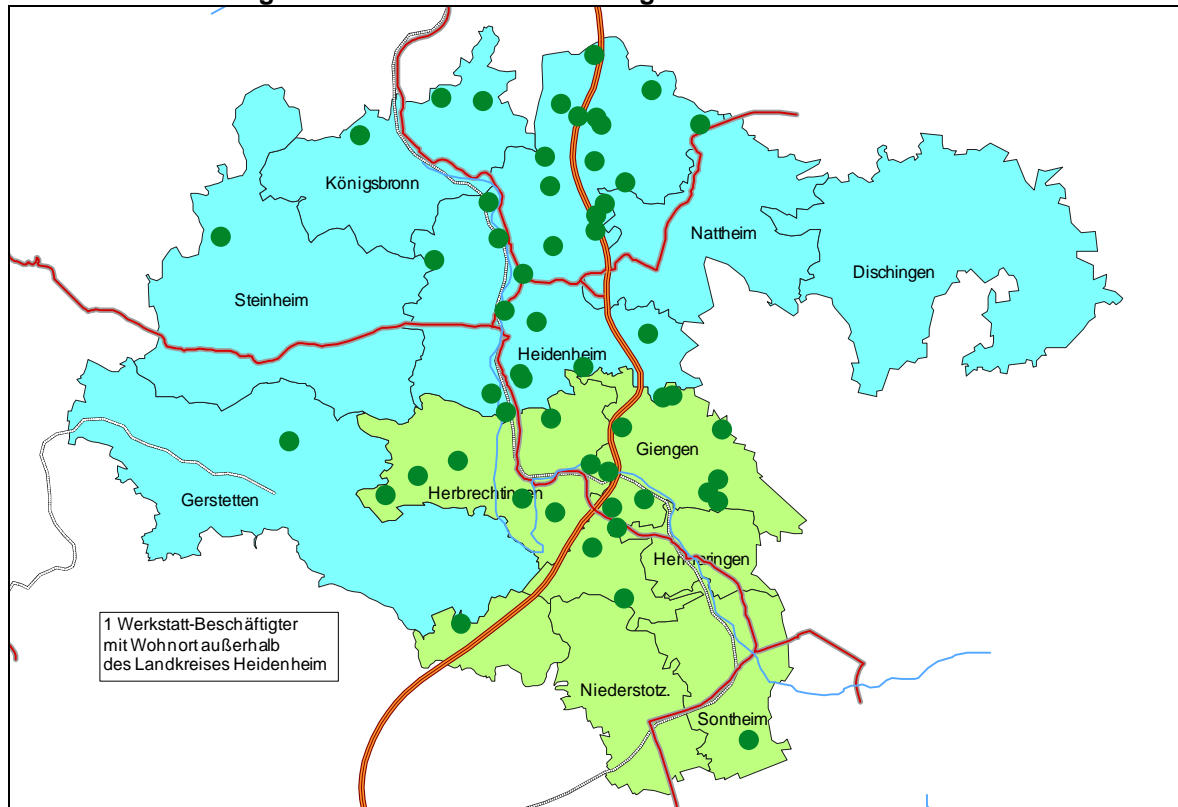 Königsbronn
Nattheim
Dischingen
Steinheim
Heidenheim
Giengen
Gerstetten
Herbrechtingen
1 Werkstatt-Beschäftigter
mit Wohnort außerhalb
des Landkreises Heidenheim
Niederstotz.
Sontheim